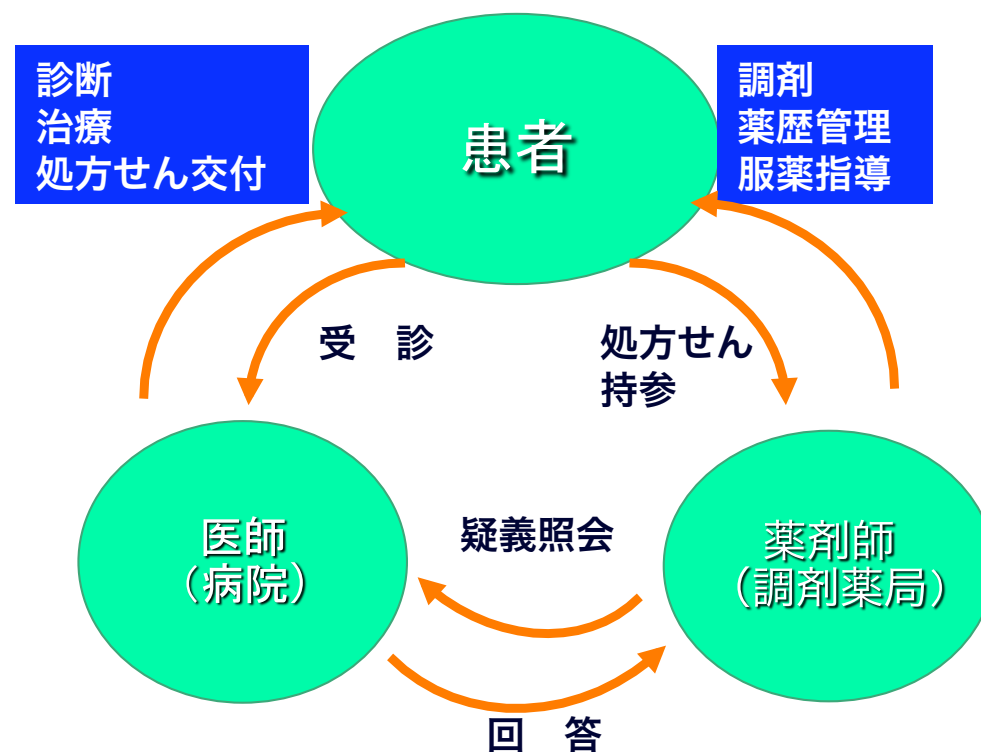 診断
治療
処方せん交付
患者
調剤
薬歴管理
服薬指導
受　診
処方せん
持参
医師
（病院）
疑義照会
薬剤師
（調剤薬局）
回　答